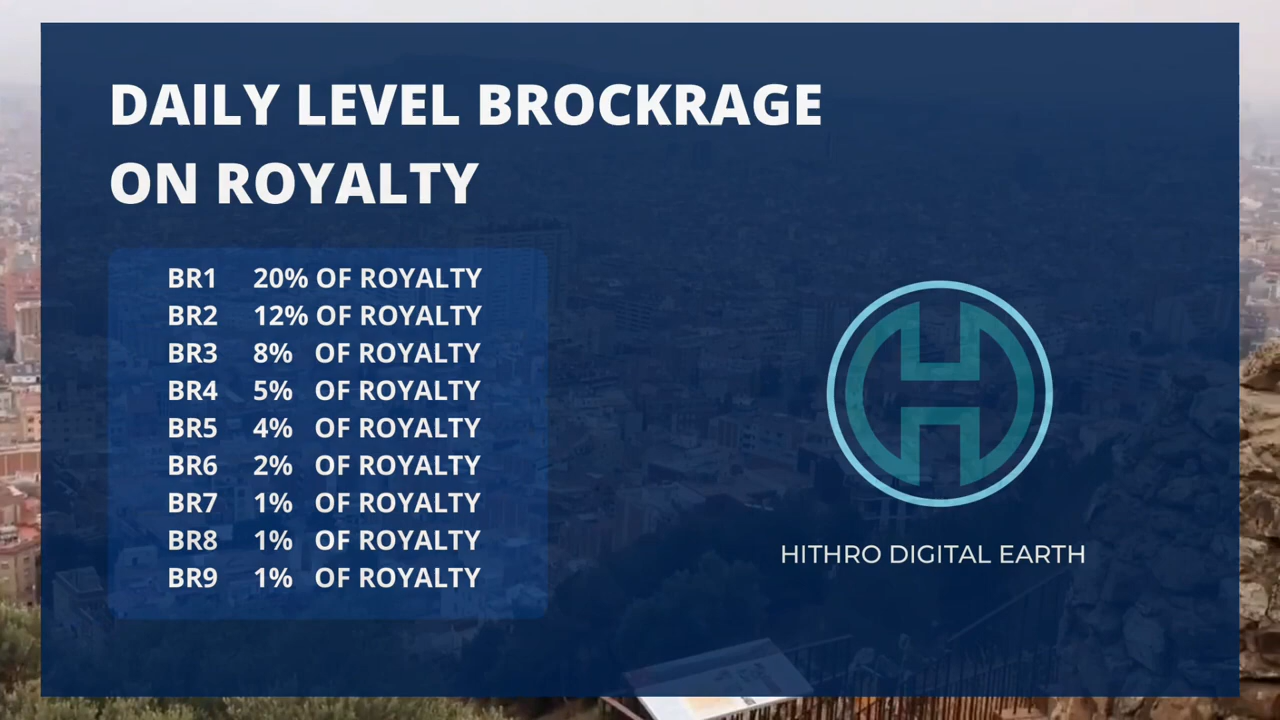 DAILY LEVEL BROCKRAGE
ON ROYALTY
BR1 20% OF ROYALTY
BR2 12% OF ROYALTY
BR3 8% OF ROYALTY
BR4 5% OF ROYALTY
BR5 4% OF ROYALTY
BR6 2% OF ROYALTY
BR7 1% OF ROYALTY
BR8 1% OF ROYALTY
BR9 1% OF ROYALTY
HITHRO DIGITAL EARTH